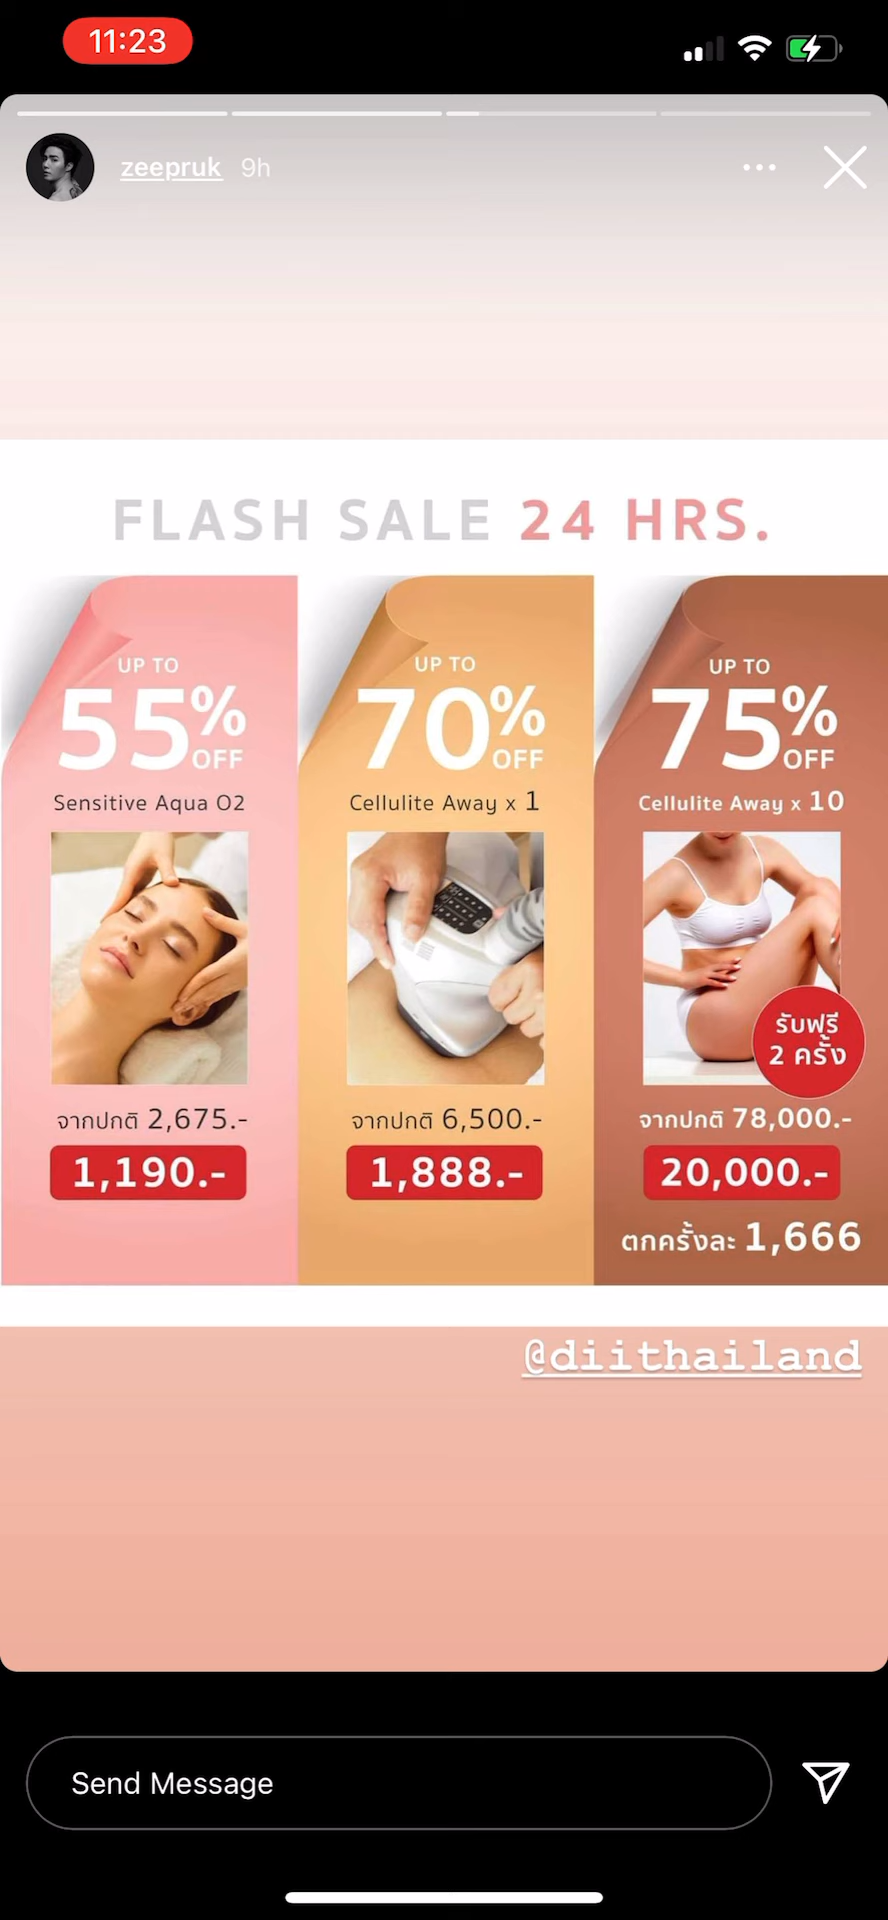 11:23
zeepruk 9h
FLASH SALE 24 HRS.
UP TO
55% OFF
Sensitive Aqua O2
จากปกติ 2,675.-
1,190.-
UP TO
70% OFF
Cellulite Away x 1
จากปกติ 6,500.-
1,888.-
UP TO
75% OFF
Cellulite Away x 10
รับฟรี
2 ครั้ง
จากปกติ 78,000.-
20,000.-
ตกครั้งละ 1,666
@diithailand
Send Message